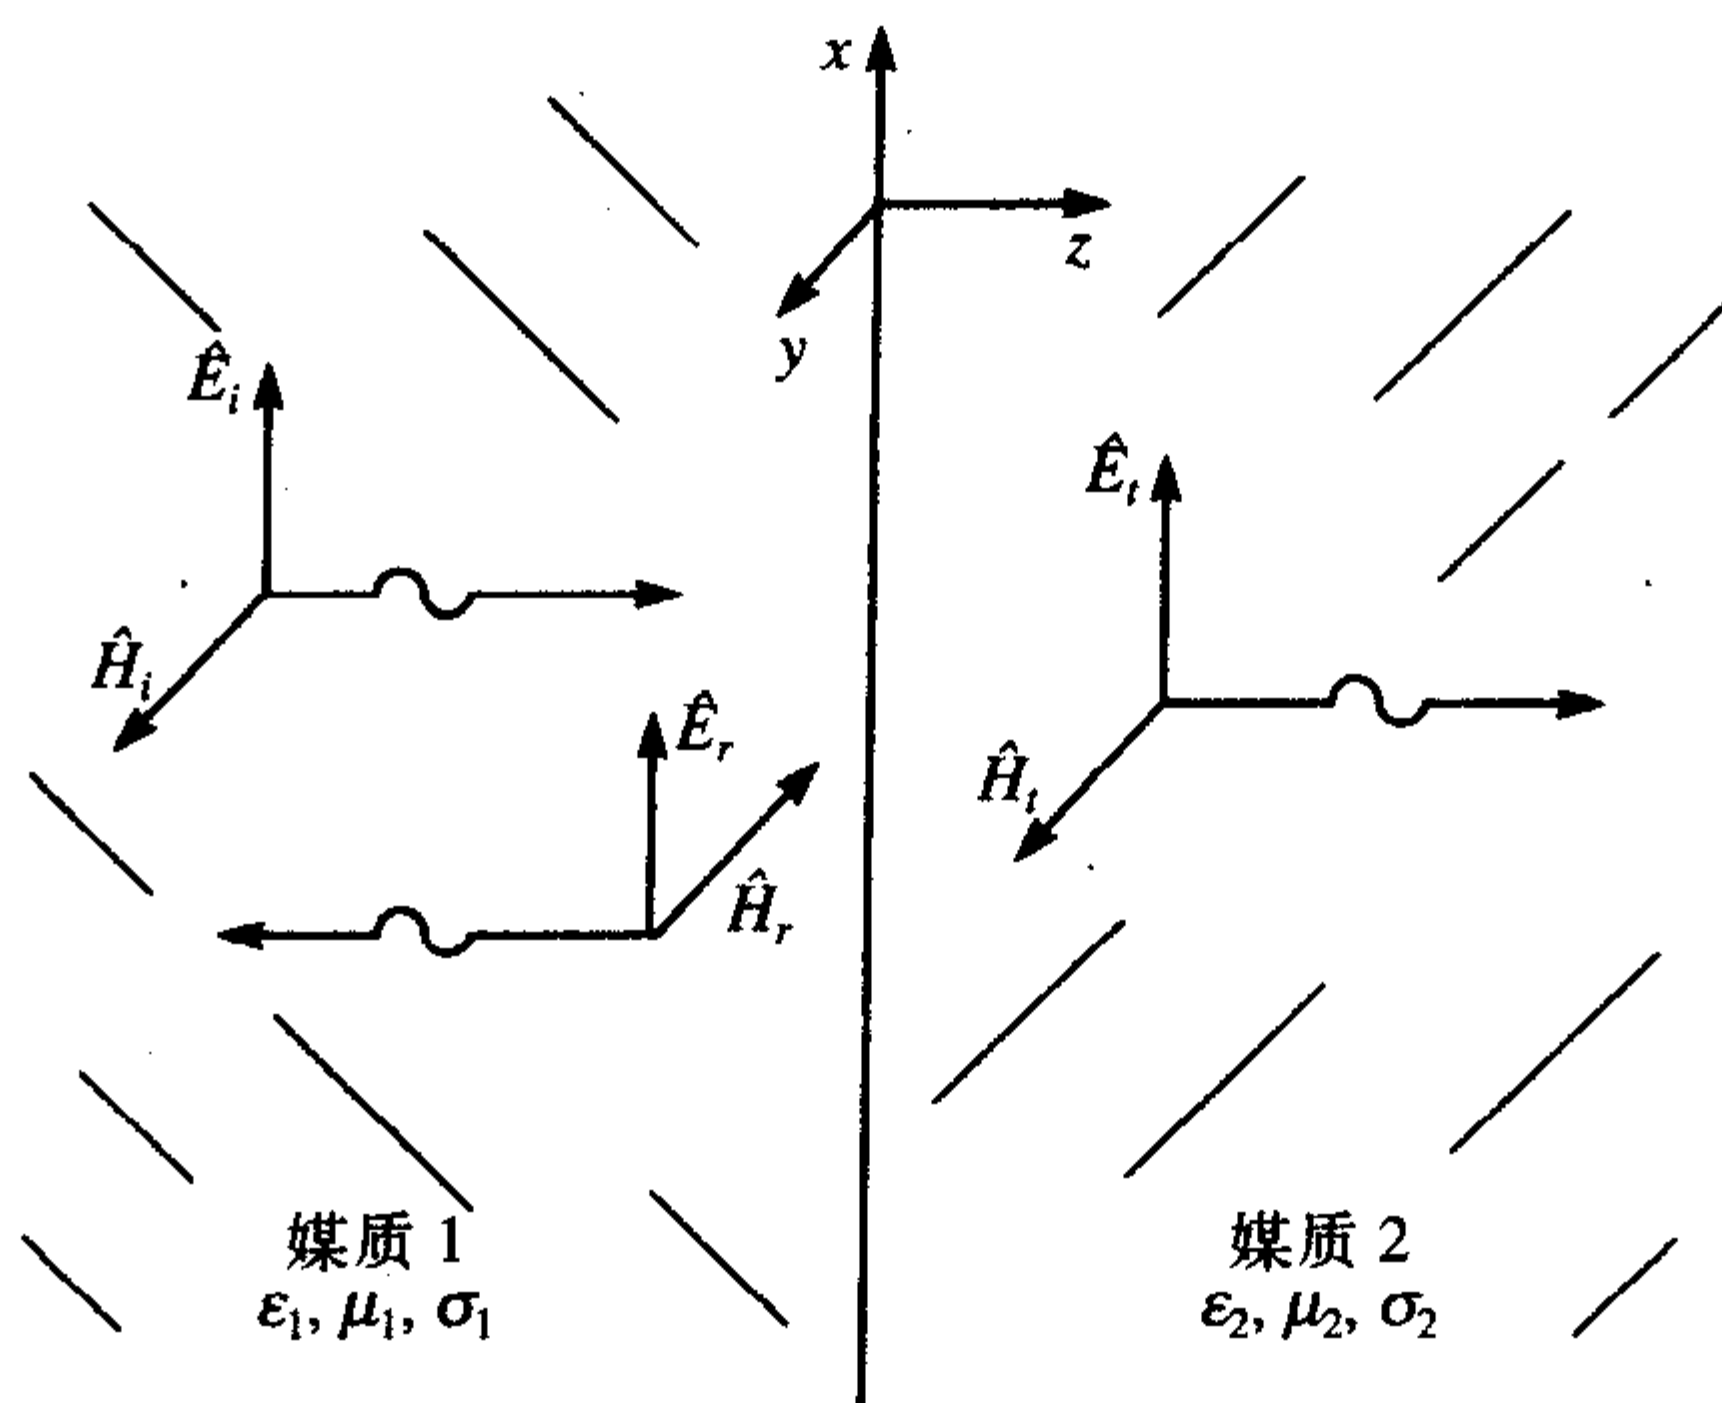 x
z
y
Ê_i
Ĥ_i
Ê_r
Ĥ_r
Ê_t
Ĥ_t
媒质 1
ε₁, μ₁, σ₁
媒质 2
ε₂, μ₂, σ₂